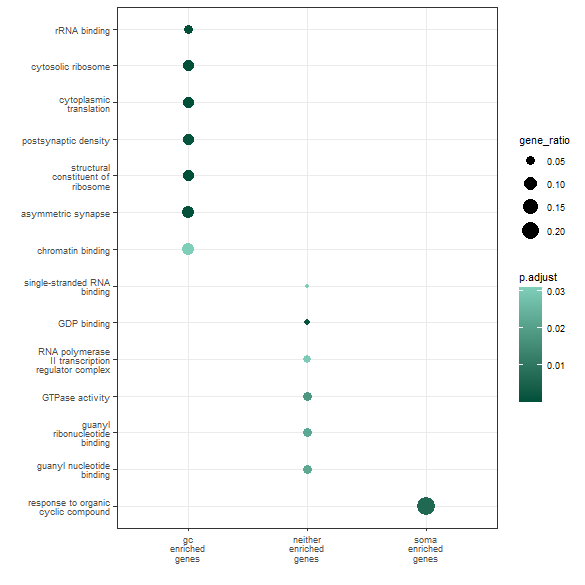 rRNA binding
cytosolic ribosome
cytoplasmic
translation
postsynaptic density
structural
constituent of
ribosome
asymmetric synapse
chromatin binding
single-stranded RNA
binding
GDP binding
RNA polymerase
II transcription
regulator complex
GTPase activity
guanyl
ribonucleotide
binding
guanyl nucleotide
binding
response to organic
cyclic compound
gc
enriched
genes
neither
enriched
genes
soma
enriched
genes
gene_ratio
0.05
0.10
0.15
0.20
p.adjust
0.03
0.02
0.01